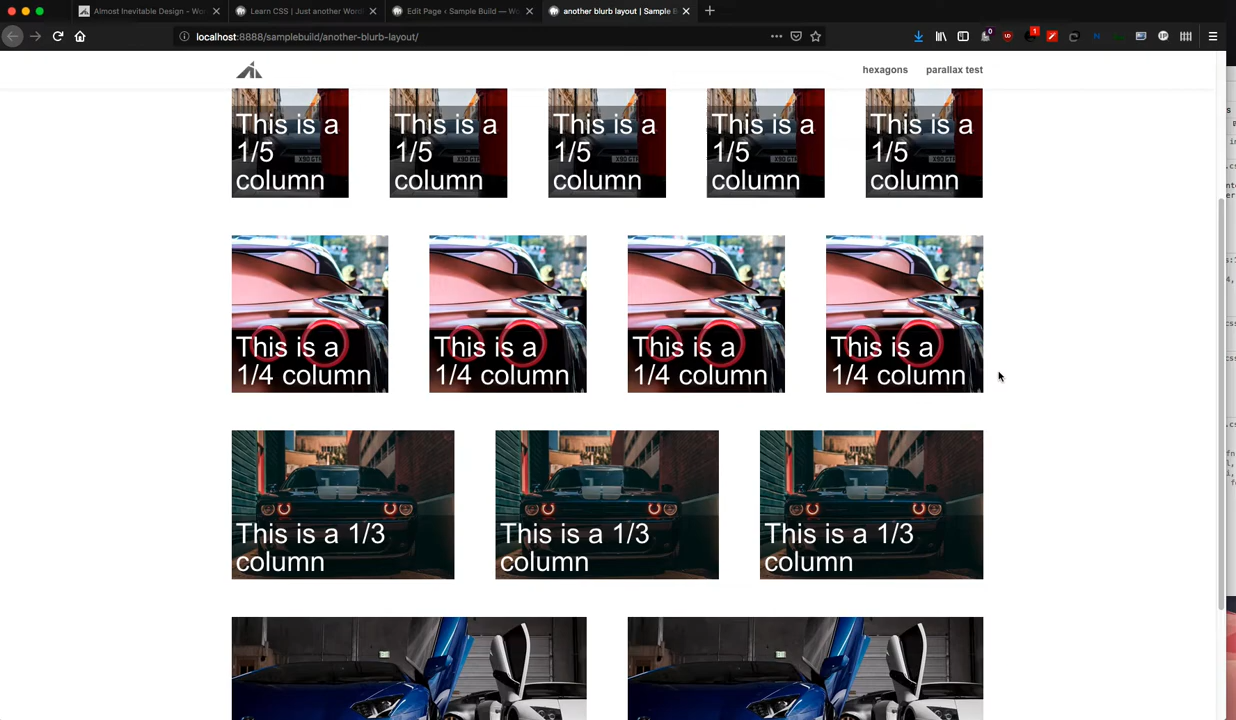 Almost Inevitable Design - Wo
Learn CSS | Just another Word
Edit Page ‹ Sample Build — Wo
another blurb layout | Sample B
localhost:8888/samplebuild/another-blurb-layout/
0
1
hexagons
parallax test
This is a
1/5
column
This is a
1/5
column
This is a
1/5
column
This is a
1/5
column
This is a
1/5
column
This is a
1/4 column
This is a
1/4 column
This is a
1/4 column
This is a
1/4 column
This is a 1/3
column
This is a 1/3
column
This is a 1/3
column